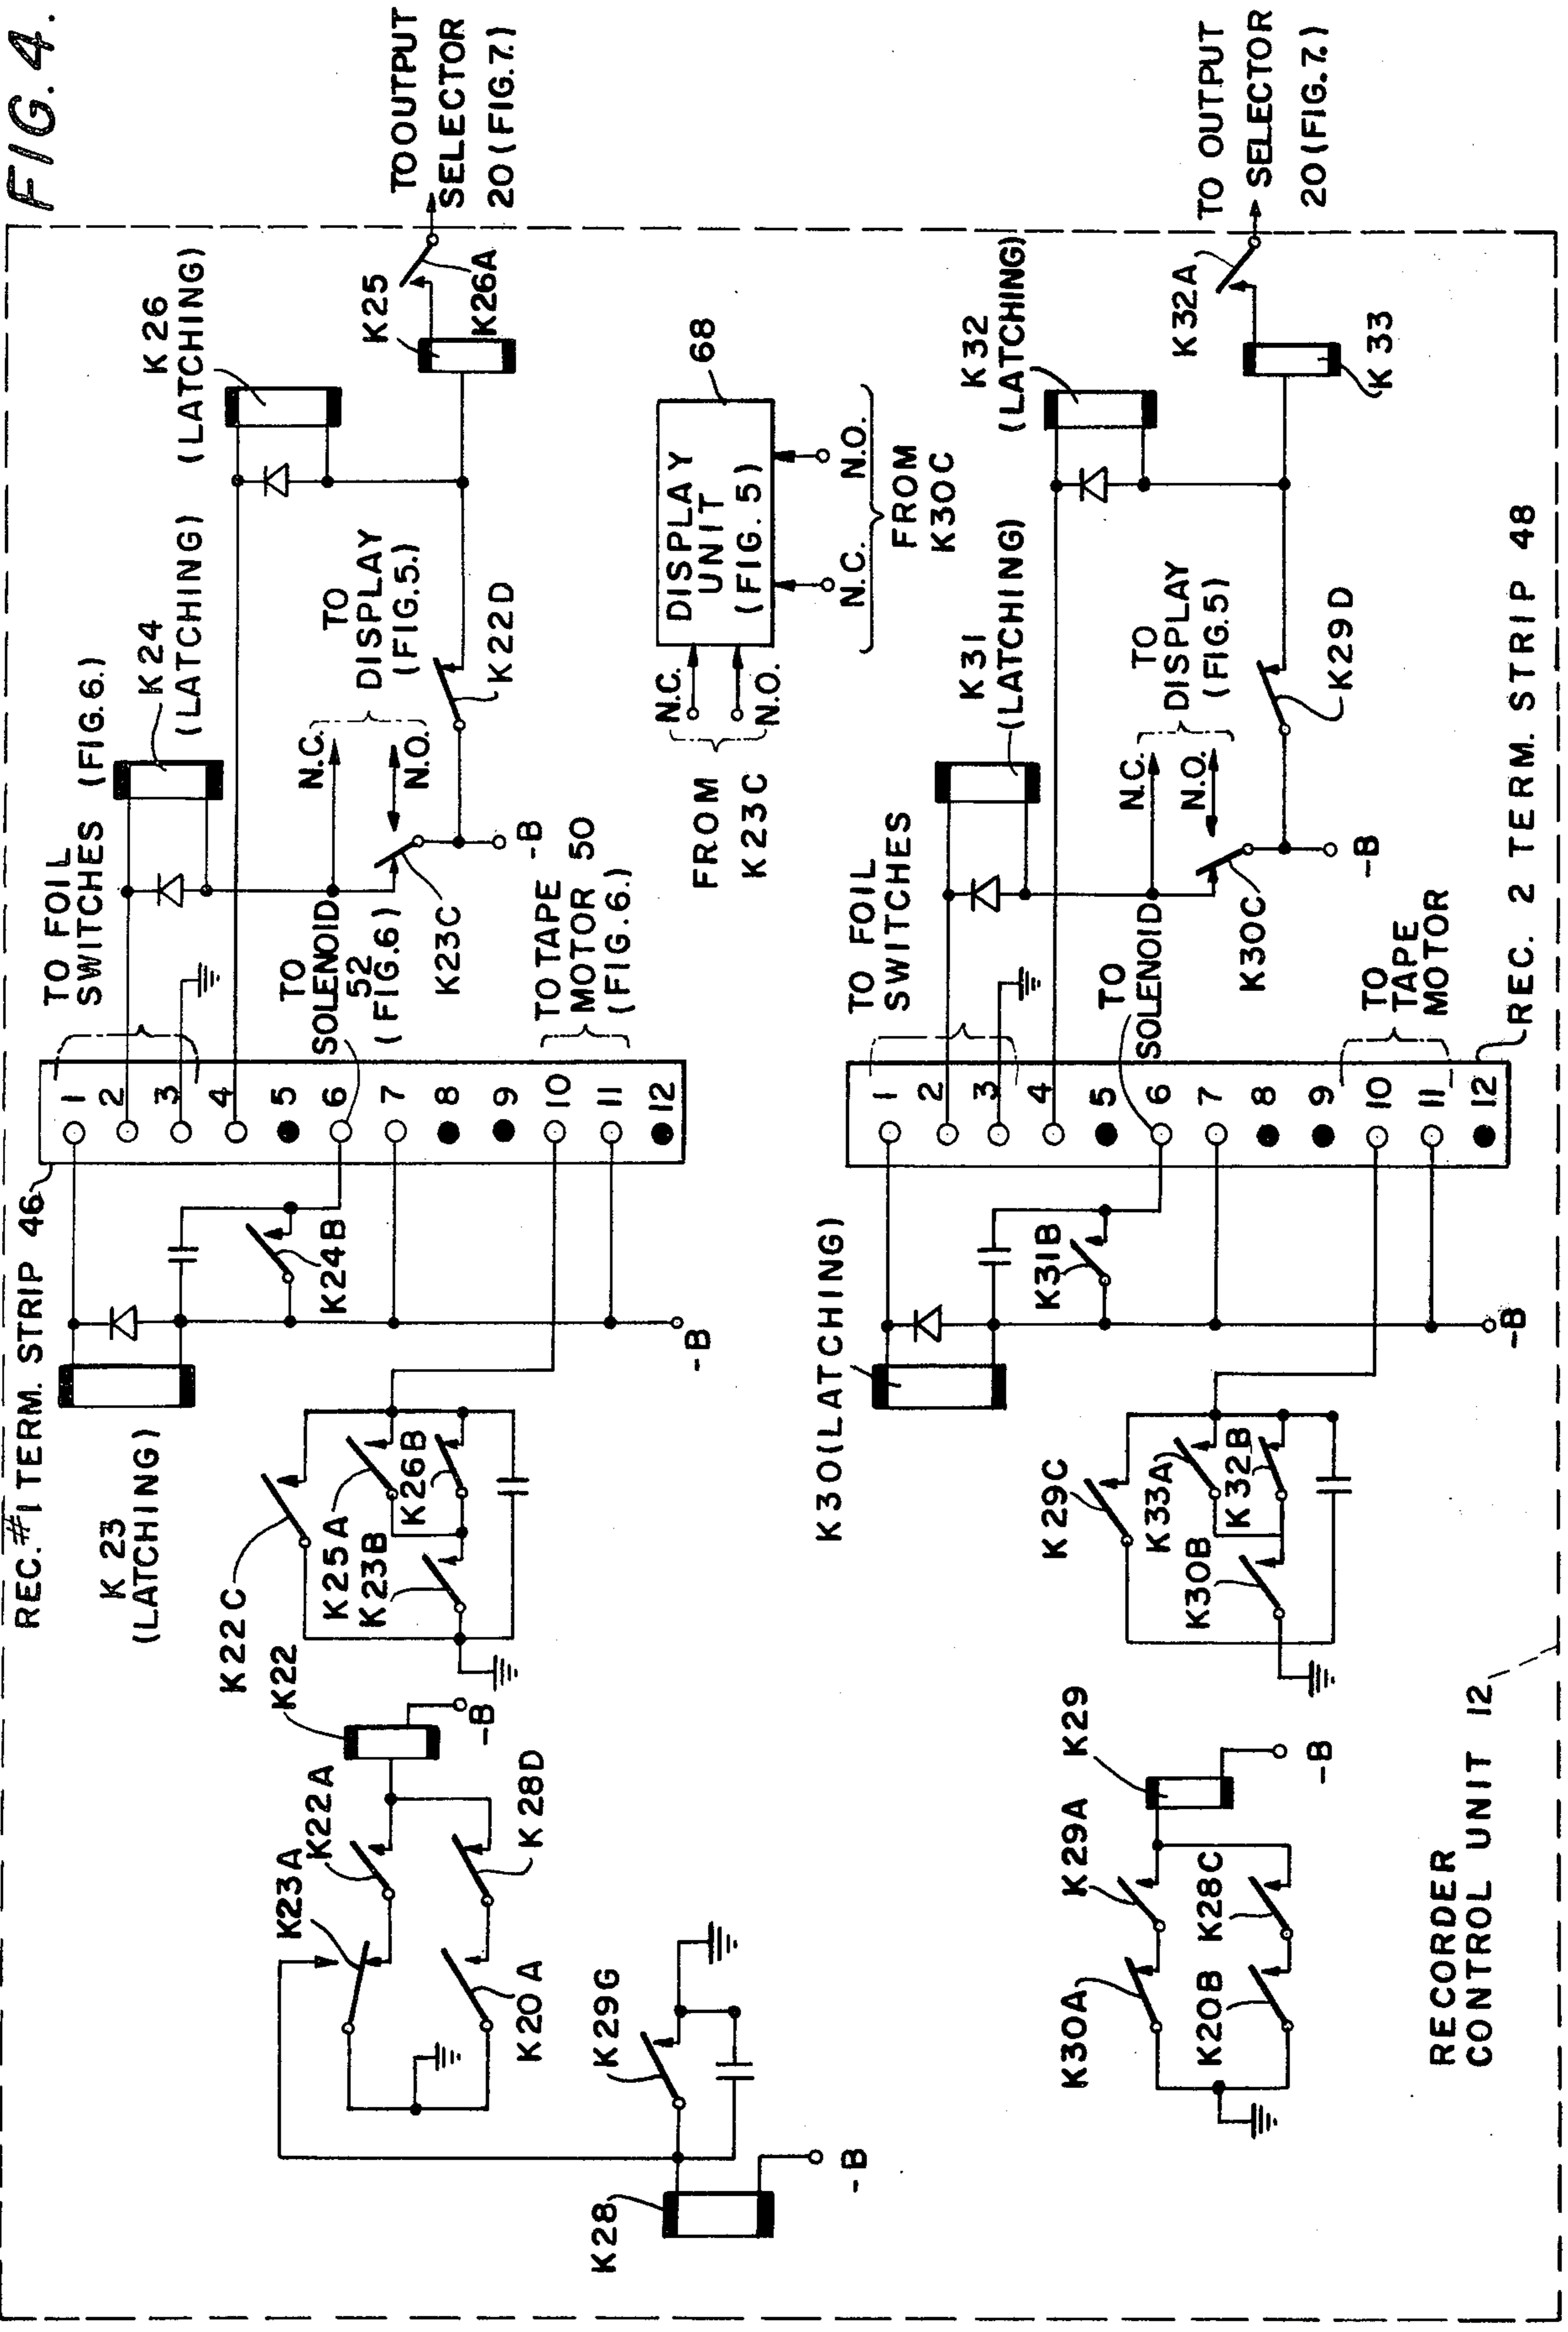 FIG. 4.
REC.#1 TERM. STRIP 46
K 23
(LATCHING)
1
2
3
4
5
6
7
8
9
10
11
12
TO FOIL
SWITCHES (FIG.6.)
K24
(LATCHING)
K 26
(LATCHING)
TO
SOLENOID
52
(FIG.6)
N.C.
N.O.
TO
DISPLAY
(FIG.5.)
K23C
-B
K22D
K25
K26A
TO OUTPUT
SELECTOR
20 (FIG.7.)
TO TAPE
MOTOR 50
(FIG.6.)
K24B
-B
K22C
K25A
K26B
K23B
K22
-B
K22A
K23A
K28D
K20A
K29G
K28
-B
FROM
K23C
N.C.
N.O.
DISPLAY
UNIT
(FIG. 5)
68
N.C.
N.O.
FROM
K30C
K30(LATCHING)
1
2
3
4
5
6
7
8
9
10
11
12
TO FOIL
SWITCHES
K31
(LATCHING)
K32
(LATCHING)
TO
SOLENOID
N.C.
N.O.
TO
DISPLAY
(FIG.5)
K30C
-B
K29D
K32A
K 33
TO OUTPUT
SELECTOR
20 (FIG.7.)
TO
TAPE
MOTOR
REC. 2 TERM. STRIP 48
K31B
-B
K29C
K33A
K32B
K30B
K29
-B
K29A
K30A
K28C
K20B
RECORDER
CONTROL UNIT 12